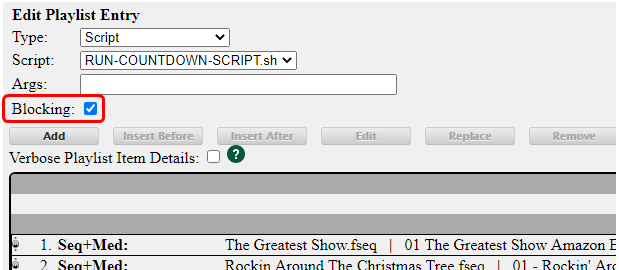 Edit Playlist Entry
Type: Script
Script: RUN-COUNTDOWN-SCRIPT.sh
Args:
Blocking:
Add Insert Before Insert After Edit Replace Remove
Verbose Playlist Item Details: ?
1. Seq+Med: The Greatest Show.fseq | 01 The Greatest Show Amazon
2. Seq+Med: Rockin Around The Christmas Tree.fseq | 01 - Rockin'